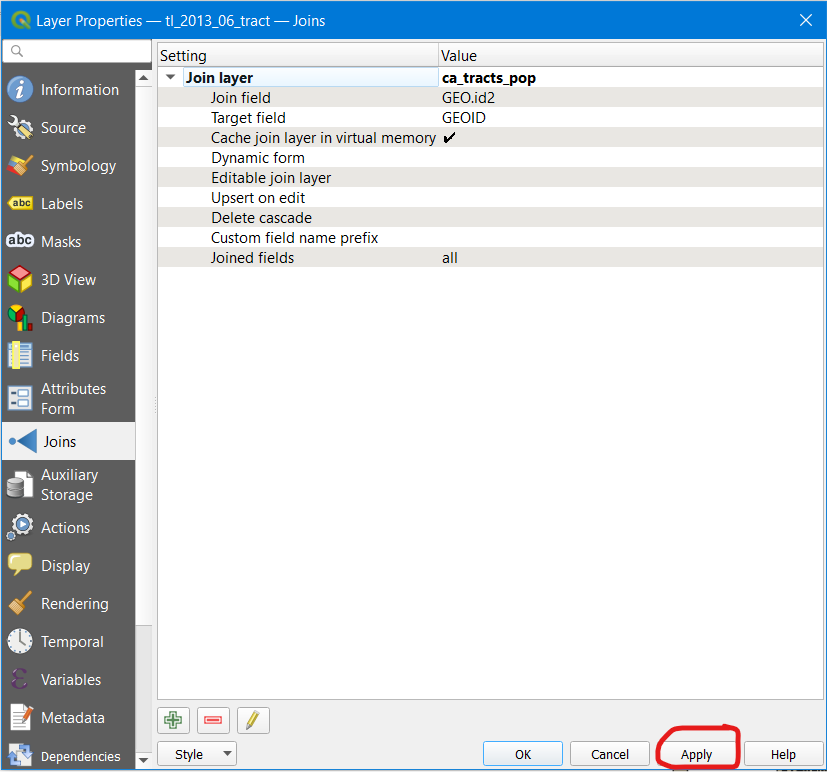 Layer Properties — tl_2013_06_tract — Joins
Setting Value
Join layer ca_tracts_pop
Join field GEO.id2
Target field GEOID
Cache join layer in virtual memory ✔
Dynamic form
Editable join layer
Upsert on edit
Delete cascade
Custom field name prefix
Joined fields all
Information
Source
Symbology
abc Labels
abc Masks
3D View
Diagrams
Fields
Attributes
Form
Joins
Auxiliary
Storage
Actions
Display
Rendering
Temporal
Variables
Metadata
Dependencies
Style OK Cancel Apply Help